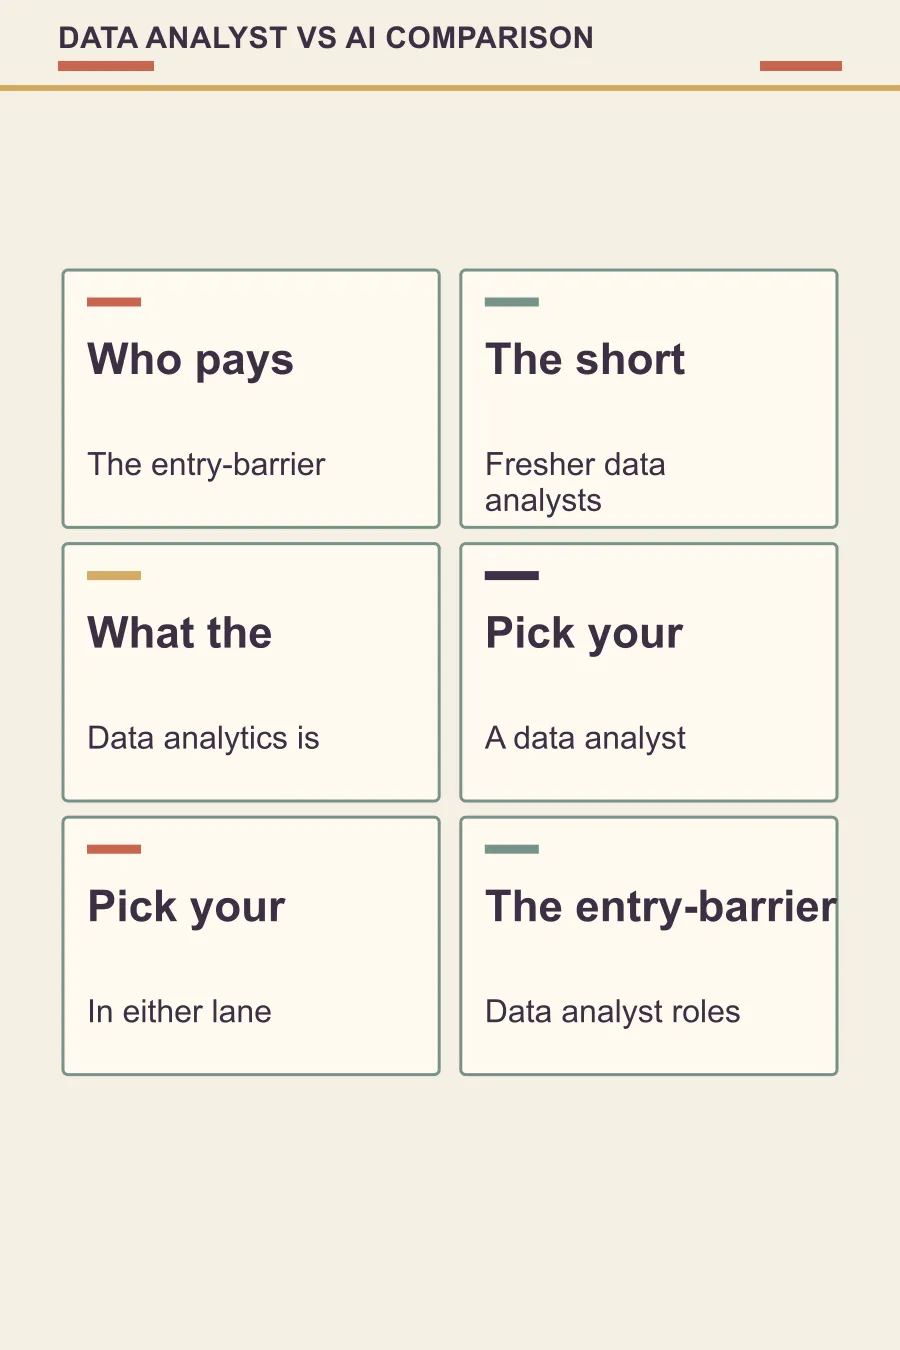 DATA ANALYST VS AI COMPARISON
Who pays
The entry-barrier
The short
Fresher data
analysts
What the
Data analytics is
Pick your
A data analyst
Pick your
In either lane
The entry-barrier
Data analyst roles